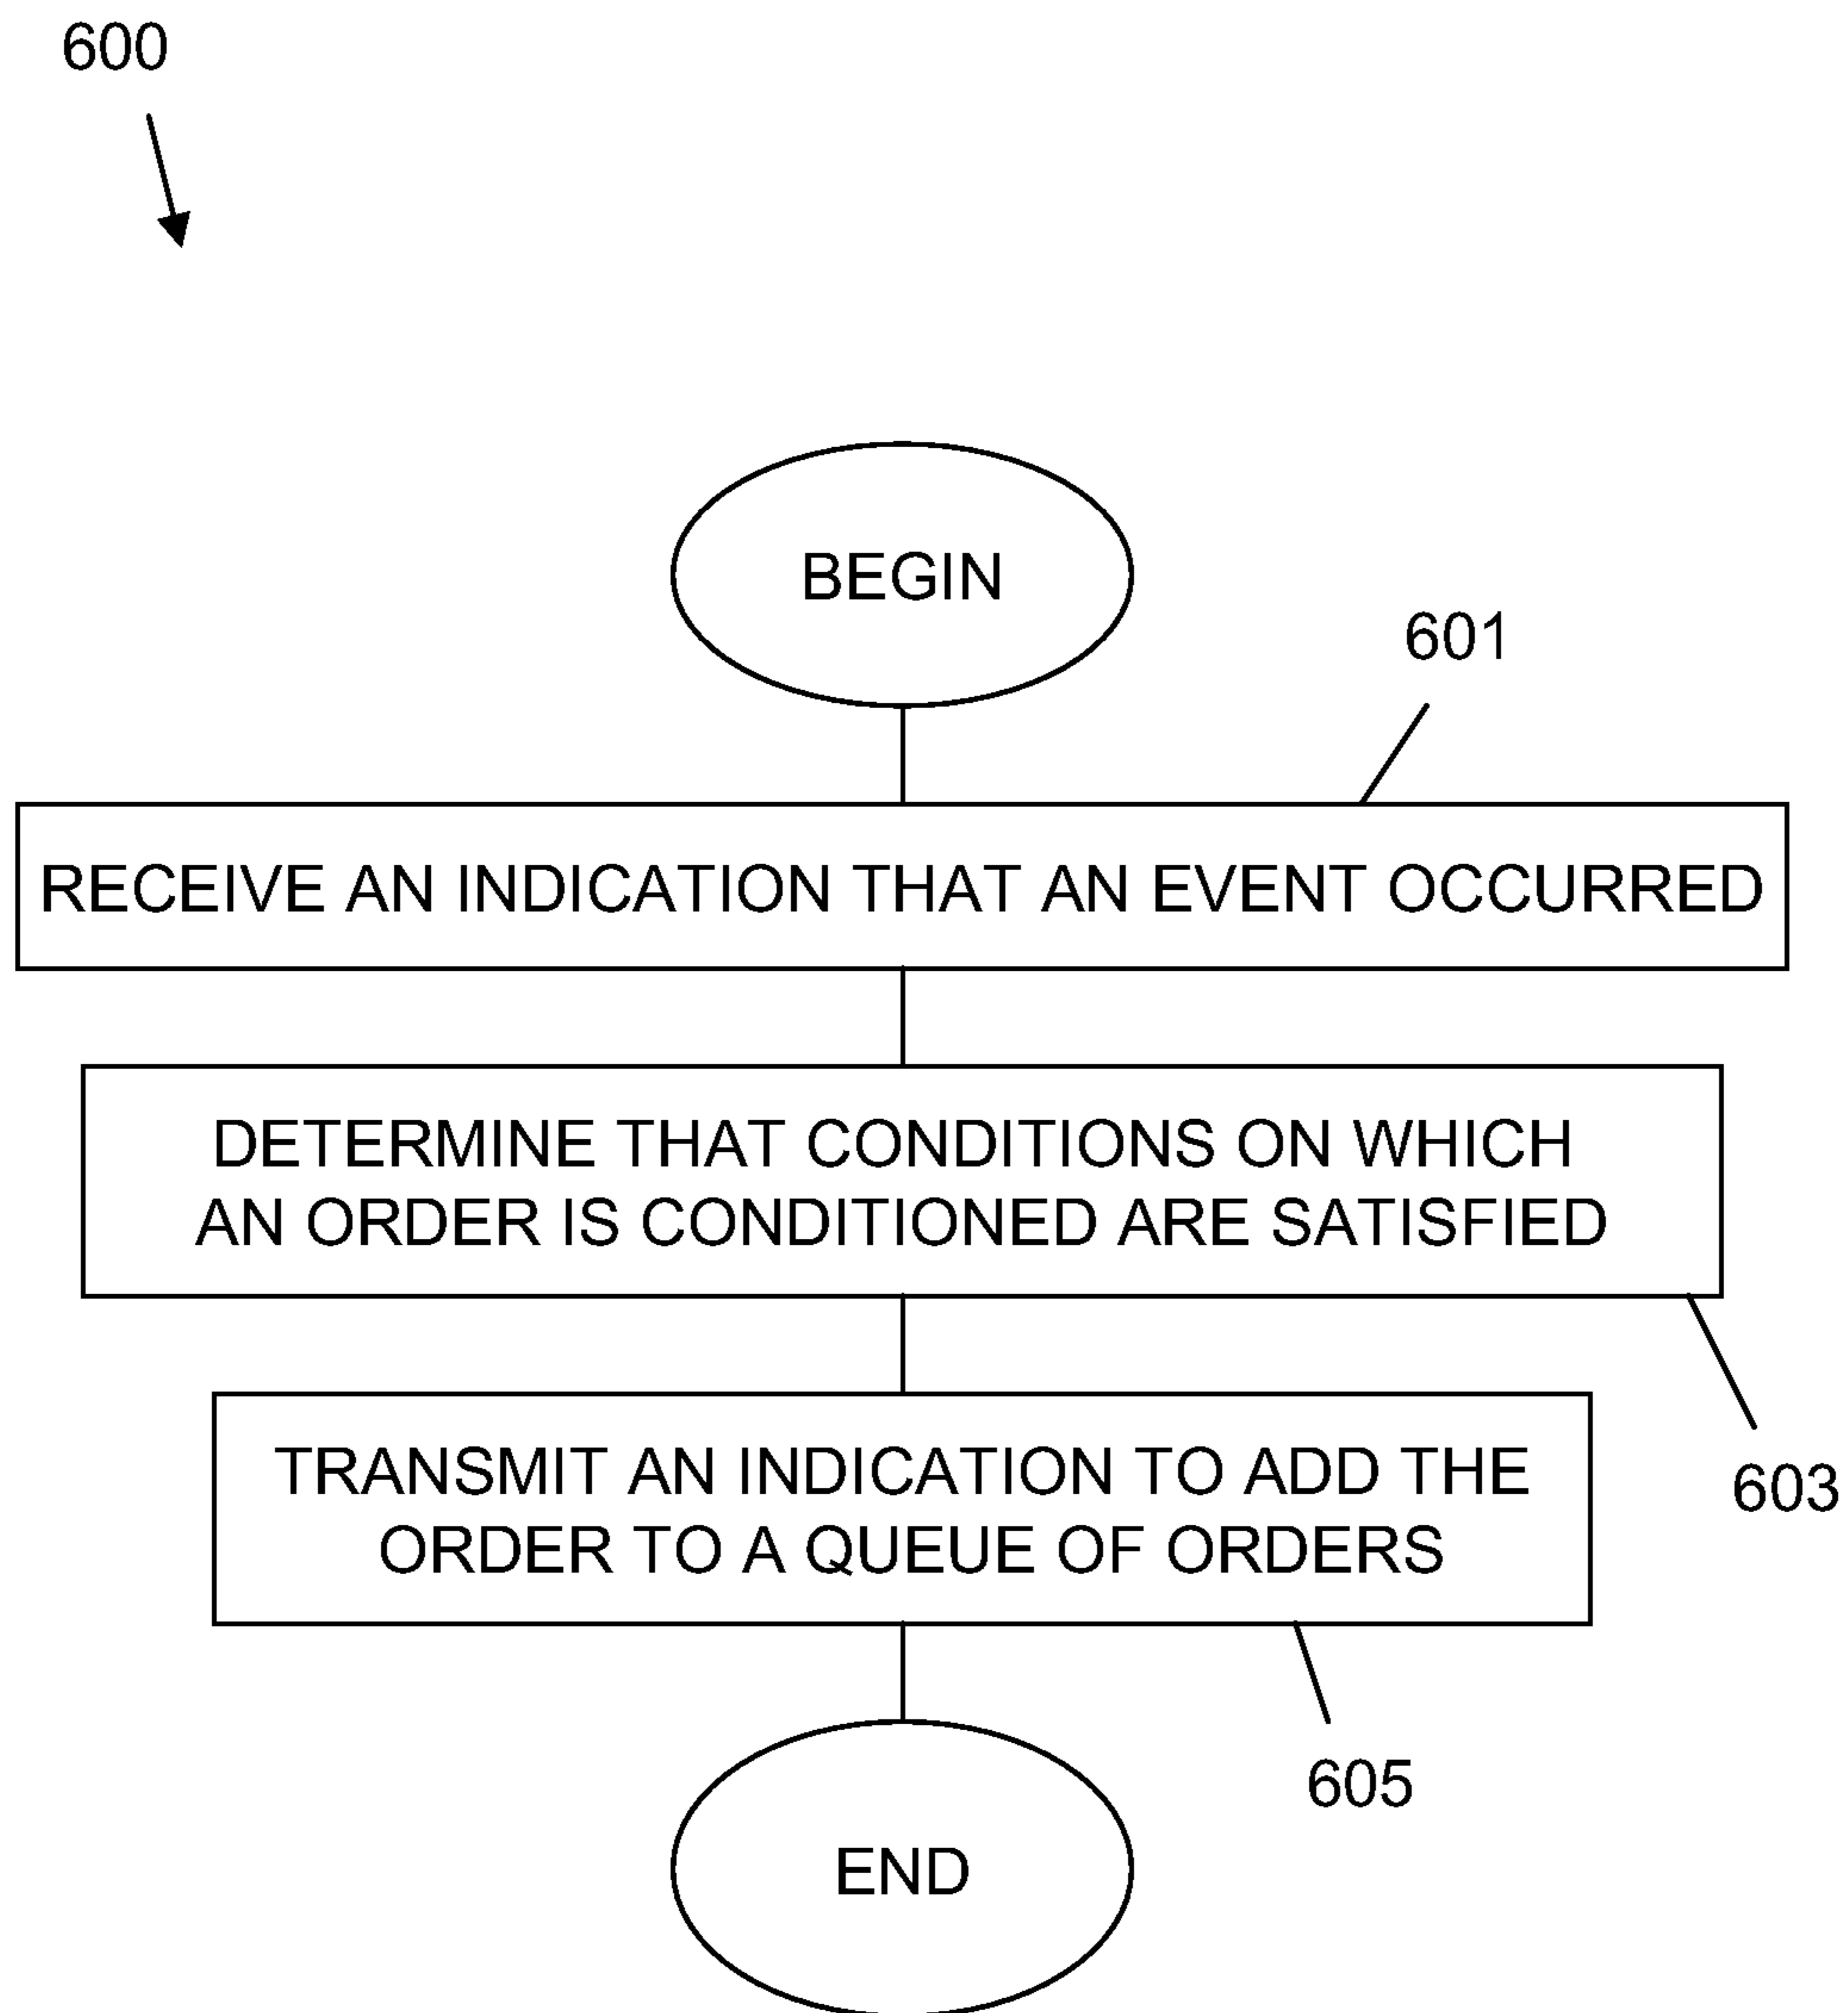 600
BEGIN
601
RECEIVE AN INDICATION THAT AN EVENT OCCURRED
DETERMINE THAT CONDITIONS ON WHICH
AN ORDER IS CONDITIONED ARE SATISFIED
603
TRANSMIT AN INDICATION TO ADD THE
ORDER TO A QUEUE OF ORDERS
605
END